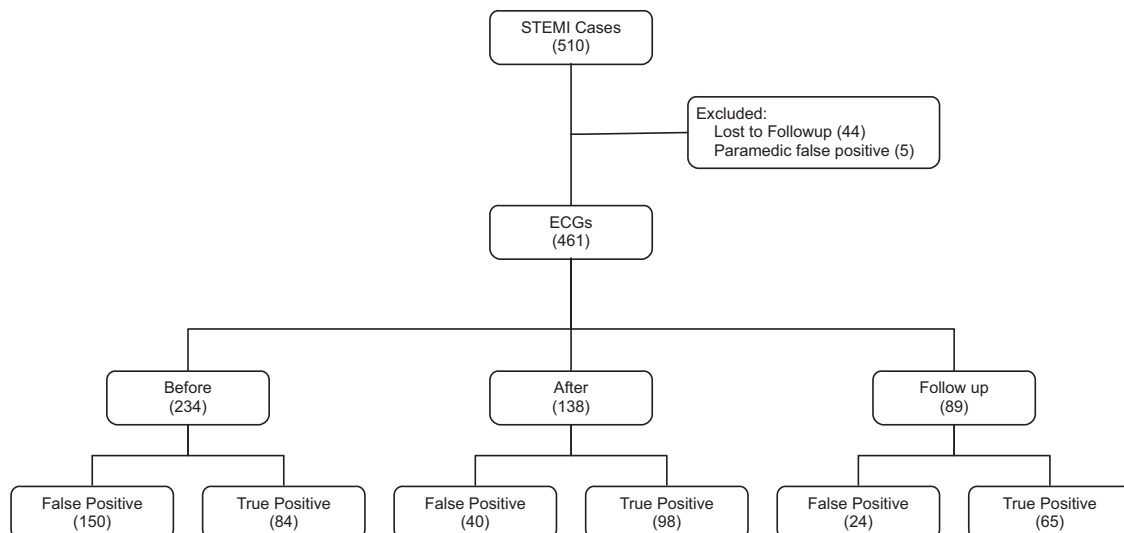 STEMI Cases
(510)
Excluded:
Lost to Followup (44)
Paramedic false positive (5)
ECGs
(461)
Before
(234)
After
(138)
Follow up
(89)
False Positive
(150)
True Positive
(84)
False Positive
(40)
True Positive
(98)
False Positive
(24)
True Positive
(65)